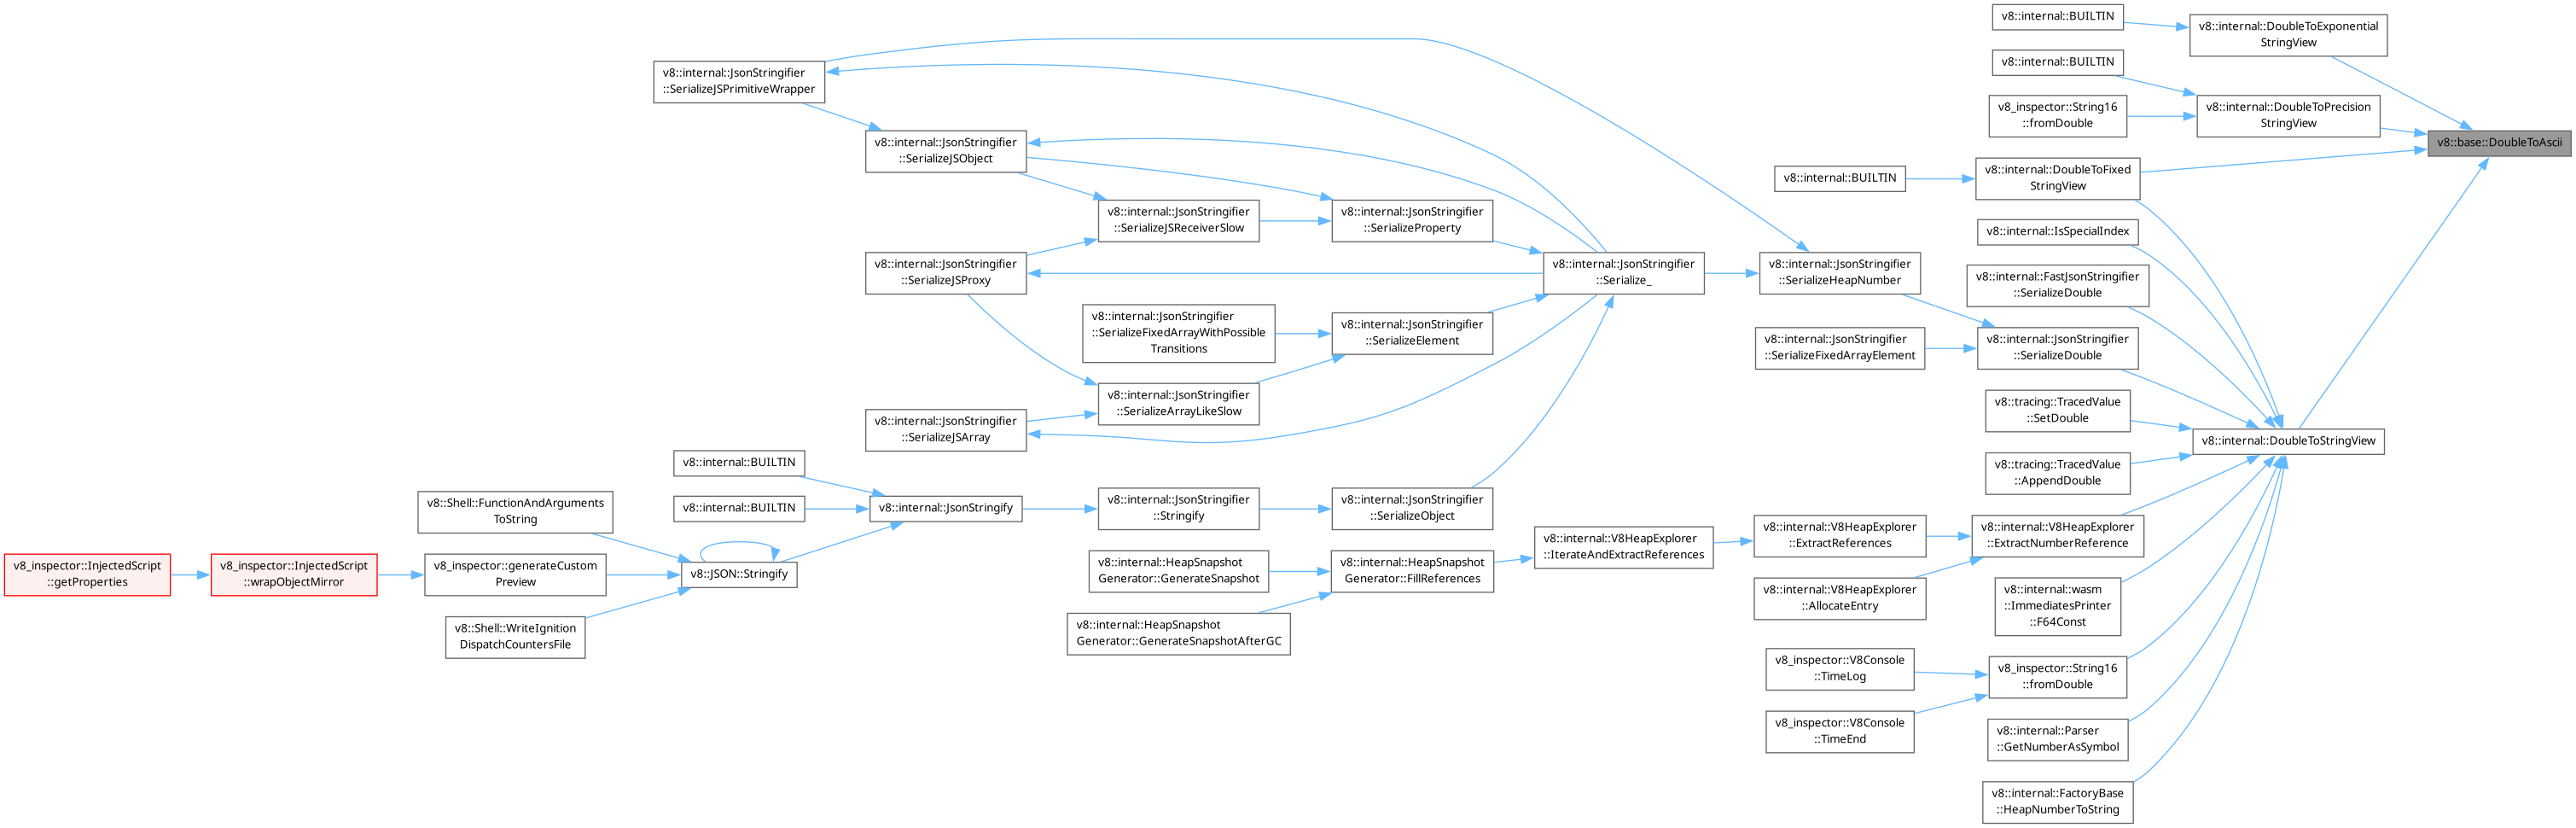 v8::internal::BUILTIN
v8::internal::DoubleToExponential
StringView
v8::internal::BUILTIN
v8::internal::JsonStringifier
::SerializeJSPrimitiveWrapper
v8_inspector::String16
::fromDouble
v8::internal::DoubleToPrecision
StringView
v8::base::DoubleToAscii
v8::internal::JsonStringifier
::SerializeJSObject
v8::internal::BUILTIN
v8::internal::DoubleToFixed
StringView
v8::internal::JsonStringifier
::SerializeJSReceiverSlow
v8::internal::JsonStringifier
::SerializeProperty
v8::internal::IsSpecialIndex
v8::internal::JsonStringifier
::SerializeJSProxy
v8::internal::JsonStringifier
::Serialize_
v8::internal::JsonStringifier
::SerializeHeapNumber
v8::internal::FastJsonStringifier
::SerializeDouble
v8::internal::JsonStringifier
::SerializeFixedArrayWithPossible
Transitions
v8::internal::JsonStringifier
::SerializeElement
v8::internal::JsonStringifier
::SerializeFixedArrayElement
v8::internal::JsonStringifier
::SerializeDouble
v8::internal::JsonStringifier
::SerializeArrayLikeSlow
v8::tracing::TracedValue
::SetDouble
v8::internal::JsonStringifier
::SerializeJSArray
v8::internal::DoubleToStringView
v8::internal::BUILTIN
v8::tracing::TracedValue
::AppendDouble
v8::Shell::FunctionAndArguments
ToString
v8::internal::BUILTIN
v8::internal::JsonStringify
v8::internal::JsonStringifier
::Stringify
v8::internal::JsonStringifier
::SerializeObject
v8::internal::V8HeapExplorer
::IterateAndExtractReferences
v8::internal::V8HeapExplorer
::ExtractReferences
v8::internal::V8HeapExplorer
::ExtractNumberReference
v8_inspector::InjectedScript
::getProperties
v8_inspector::InjectedScript
::wrapObjectMirror
v8_inspector::generateCustom
Preview
v8::JSON::Stringify
v8::internal::HeapSnapshot
Generator::GenerateSnapshot
v8::internal::HeapSnapshot
Generator::FillReferences
v8::internal::V8HeapExplorer
::AllocateEntry
v8::internal::wasm
::ImmediatesPrinter
::F64Const
v8::Shell::WriteIgnition
DispatchCountersFile
v8::internal::HeapSnapshot
Generator::GenerateSnapshotAfterGC
v8_inspector::V8Console
::TimeLog
v8_inspector::String16
::fromDouble
v8_inspector::V8Console
::TimeEnd
v8::internal::Parser
::GetNumberAsSymbol
v8::internal::FactoryBase
::HeapNumberToString